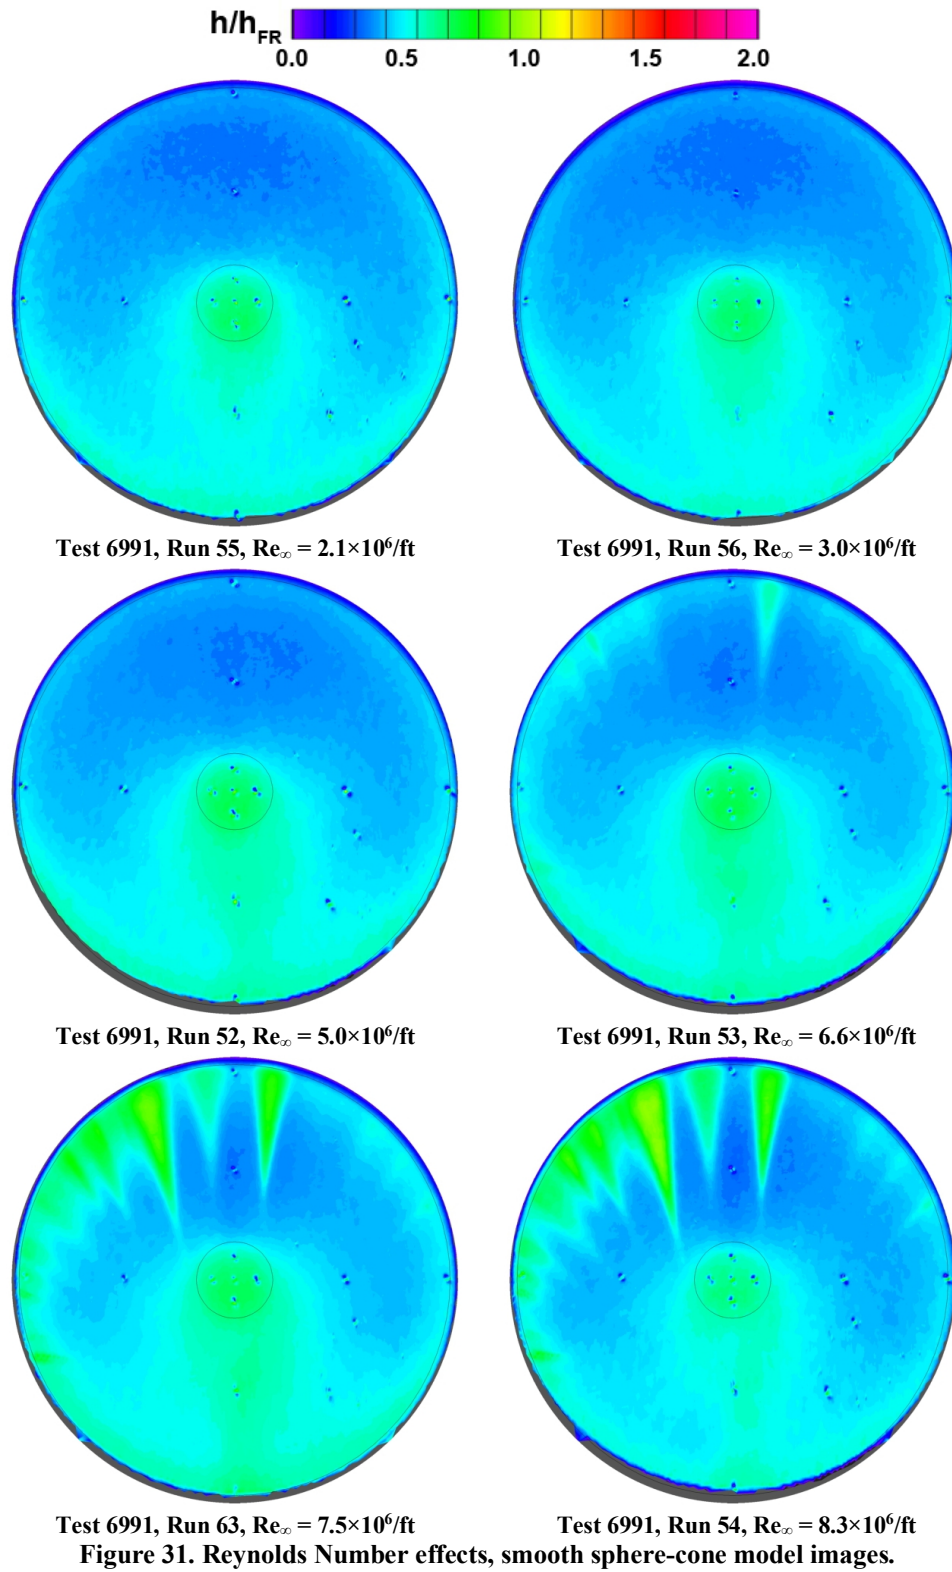 h/h_FR
0.0 0.5 1.0 1.5 2.0
Test 6991, Run 55, Re∞ = 2.1×10⁶/ft
Test 6991, Run 56, Re∞ = 3.0×10⁶/ft
Test 6991, Run 52, Re∞ = 5.0×10⁶/ft
Test 6991, Run 53, Re∞ = 6.6×10⁶/ft
Test 6991, Run 63, Re∞ = 7.5×10⁶/ft
Test 6991, Run 54, Re∞ = 8.3×10⁶/ft
Figure 31. Reynolds Number effects, smooth sphere-cone model images.